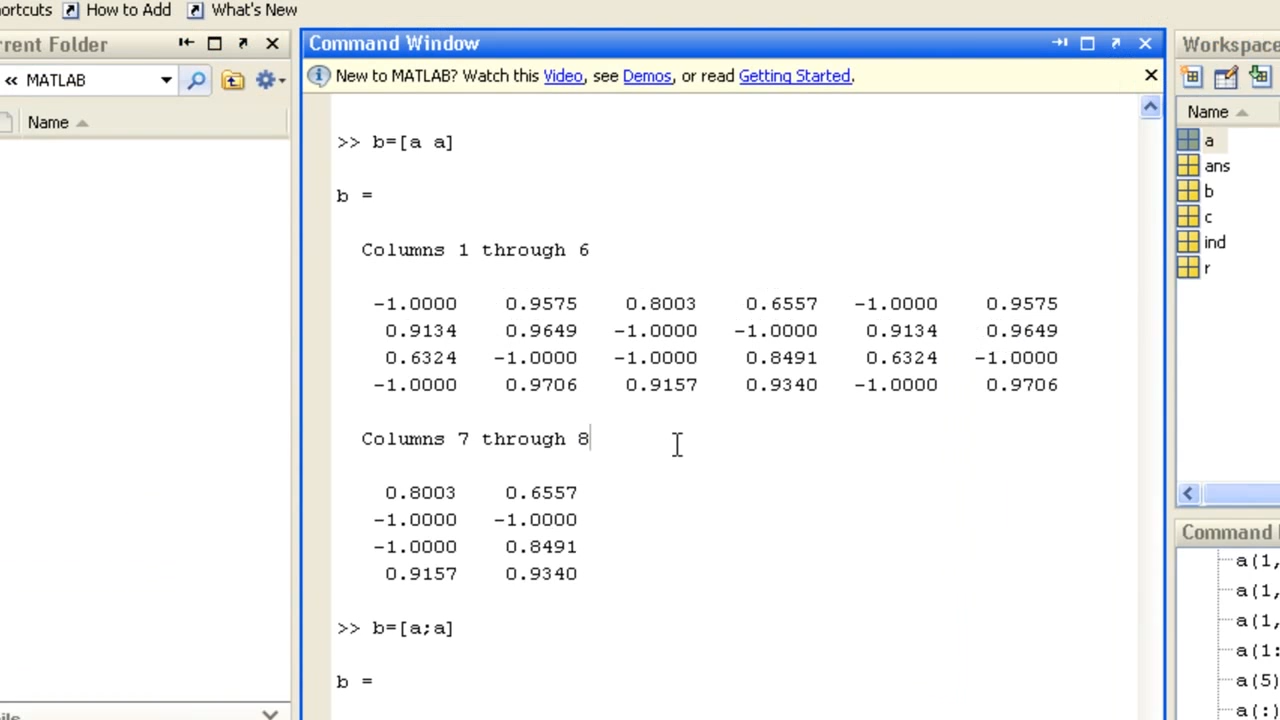 ortcuts How to Add What's New
rrent Folder
« MATLAB
Name
Command Window
New to MATLAB? Watch this Video, see Demos, or read Getting Started.
>> b=[a a]
b =
Columns 1 through 6
-1.0000 0.9575 0.8003 0.6557 -1.0000 0.9575
0.9134 0.9649 -1.0000 -1.0000 0.9134 0.9649
0.6324 -1.0000 -1.0000 0.8491 0.6324 -1.0000
-1.0000 0.9706 0.9157 0.9340 -1.0000 0.9706
Columns 7 through 8
0.8003 0.6557
-1.0000 -1.0000
-1.0000 0.8491
0.9157 0.9340
>> b=[a;a]
b =
Workspace
Name
a
ans
b
c
ind
r
Command
a(1,
a(1,
a(1,
a(1:
a(5)
a(:)